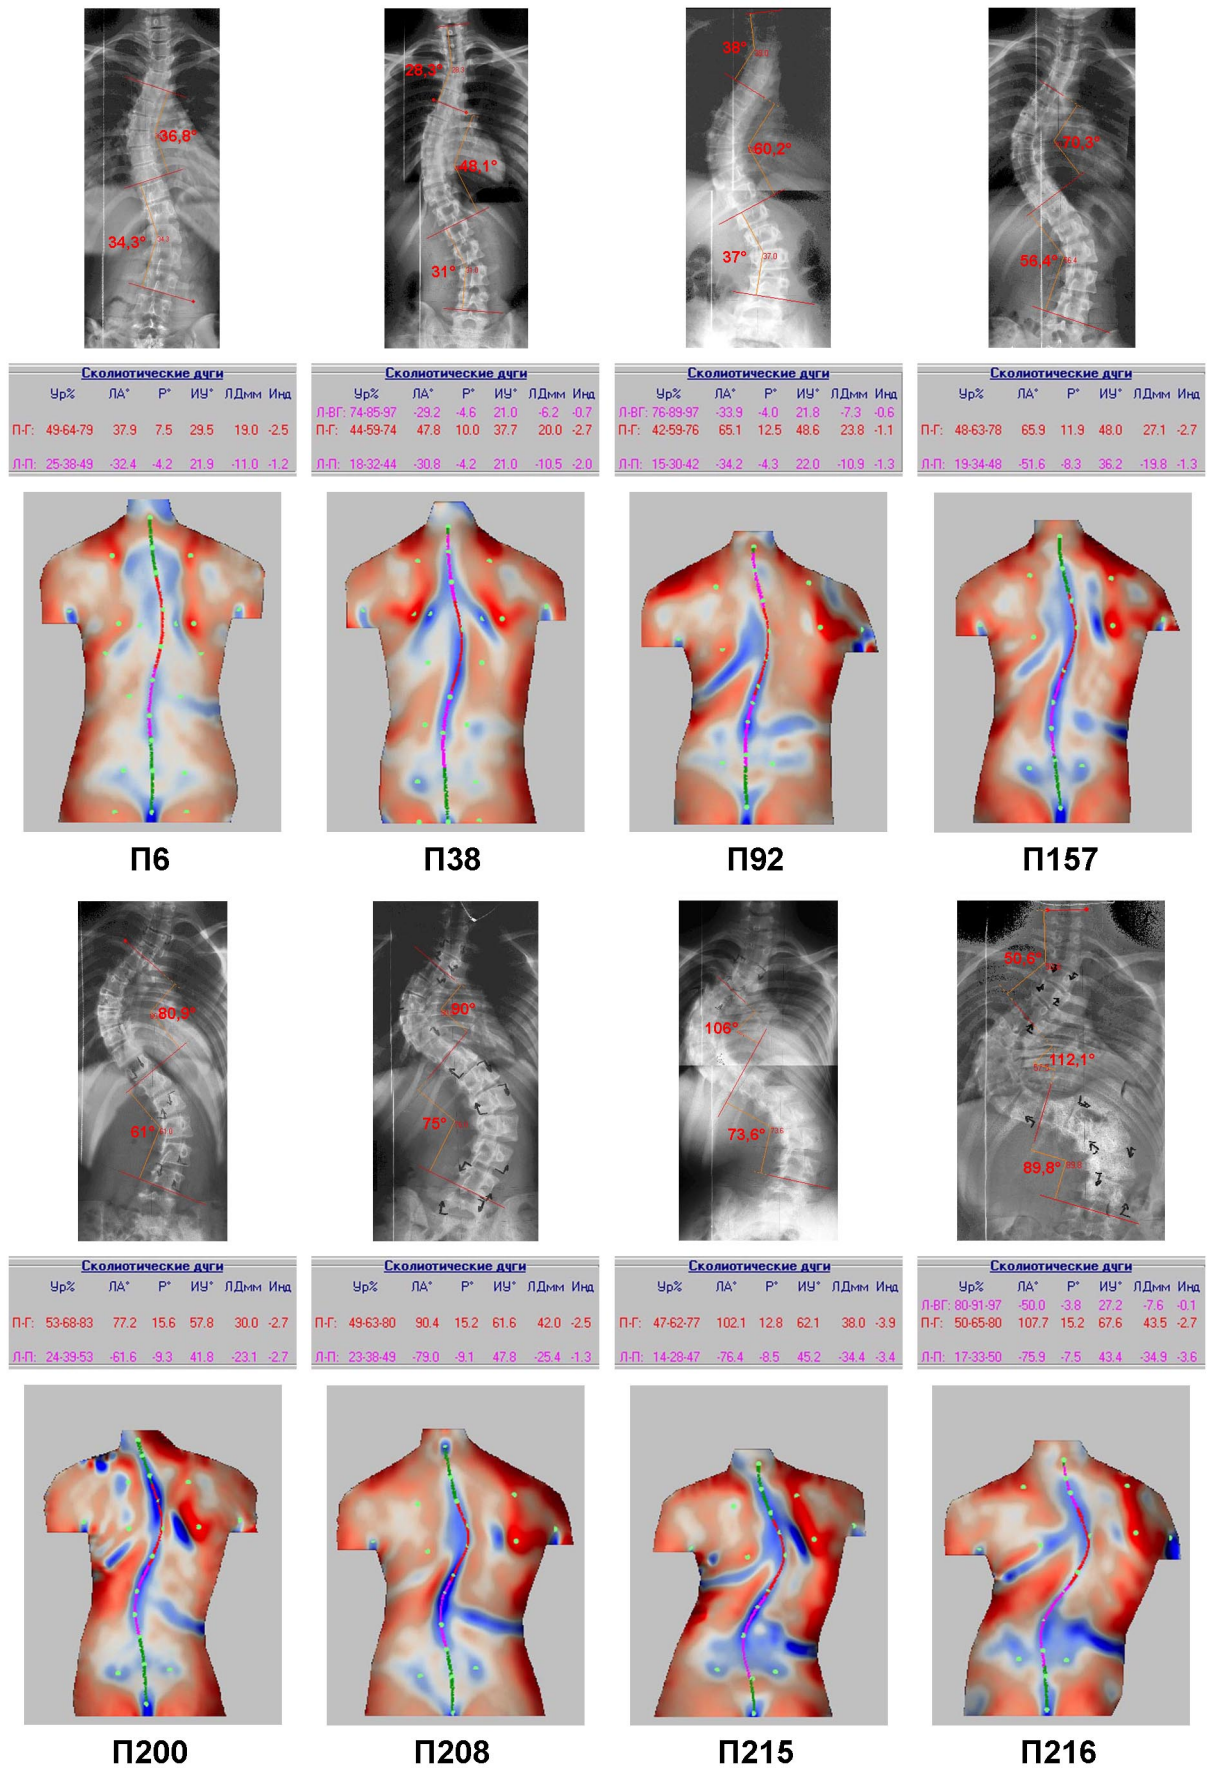 36,8°
34,3°
28,3°
48,1°
31°
38°
60,2°
37°
37.0
70,3°
56,4°
Сколиотические дуги
Ур% ЛА° Р° ИУ° ЛДмм Инд
П-Г: 49-64-79 37.9 7.5 29.5 19.0 -2.5
Л-П: 25-38-49 -32.4 -4.2 21.9 -11.0 -1.2
Сколиотические дуги
Ур% ЛА° Р° ИУ° ЛДмм Инд
Л-ВГ: 74-85-97 -29.2 -4.6 21.0 -6.2 -0.7
П-Г: 44-59-74 47.8 10.0 37.7 20.0 -2.7
Л-П: 18-32-44 -30.8 -4.2 21.0 -10.5 -2.0
Сколиотические дуги
Ур% ЛА° Р° ИУ° ЛДмм Инд
Л-ВГ: 76-89-97 -33.9 -4.0 21.8 -7.3 -0.6
П-Г: 42-59-76 65.1 12.5 48.6 23.8 -1.1
Л-П: 15-30-42 -34.2 -4.3 22.0 -10.9 -1.3
Сколиотические дуги
Ур% ЛА° Р° ИУ° ЛДмм Инд
П-Г: 48-63-78 65.9 11.9 48.0 27.1 -2.7
Л-П: 19-34-48 -51.6 -8.3 36.2 -19.8 -1.3
П6
П38
П92
П157
80,9°
61°
61.0
90°
75°
106°
73,6°
73.6
50,6°
112,1°
89,8°
89.8
Сколиотические дуги
Ур% ЛА° Р° ИУ° ЛДмм Инд
П-Г: 53-68-83 77.2 15.6 57.8 30.0 -2.7
Л-П: 24-39-53 -61.6 -9.3 41.8 -23.1 -2.7
Сколиотические дуги
Ур% ЛА° Р° ИУ° ЛДмм Инд
П-Г: 49-63-80 90.4 15.2 61.6 42.0 -2.5
Л-П: 23-38-49 -79.0 -9.1 47.8 -25.4 -1.3
Сколиотические дуги
Ур% ЛА° Р° ИУ° ЛДмм Инд
П-Г: 47-62-77 102.1 12.8 62.1 38.0 -3.9
Л-П: 14-28-47 -76.4 -8.5 45.2 -34.4 -3.4
Сколиотические дуги
Ур% ЛА° Р° ИУ° ЛДмм Инд
Л-ВГ: 80-91-97 -50.0 -3.8 27.2 -7.6 -0.1
П-Г: 50-65-80 107.7 15.2 67.6 43.5 -2.7
Л-П: 17-33-50 -75.9 -7.5 43.4 -34.9 -3.6
П200
П208
П215
П216